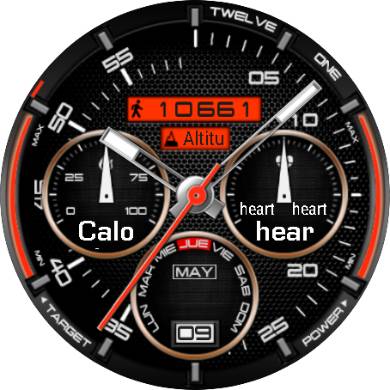 TWELVE
ONE
55
05
50
10
MAX
MAX
10661
Altitu
25
75
0
100
Calo
heart
heart
hear
45
MIN
MIN
LUN MAR MIE JUE VIE SAB DOM
MAY
09
40
20
35
25
TARGET
POWER